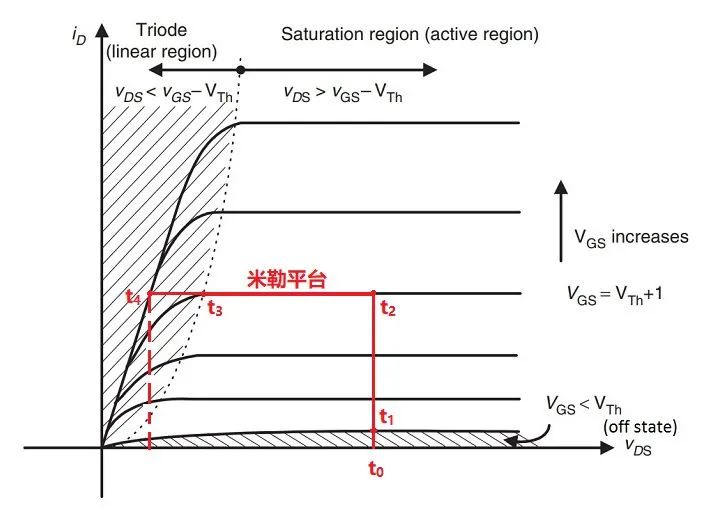 i_D
Triode
(linear region)
Saturation region (active region)
v_DS < v_GS – V_Th
v_DS > v_GS – V_Th
V_GS increases
米勒平台
t4
t3
t2
V_GS = V_Th+1
t1
V_GS < V_Th
(off state)
v_DS
t0